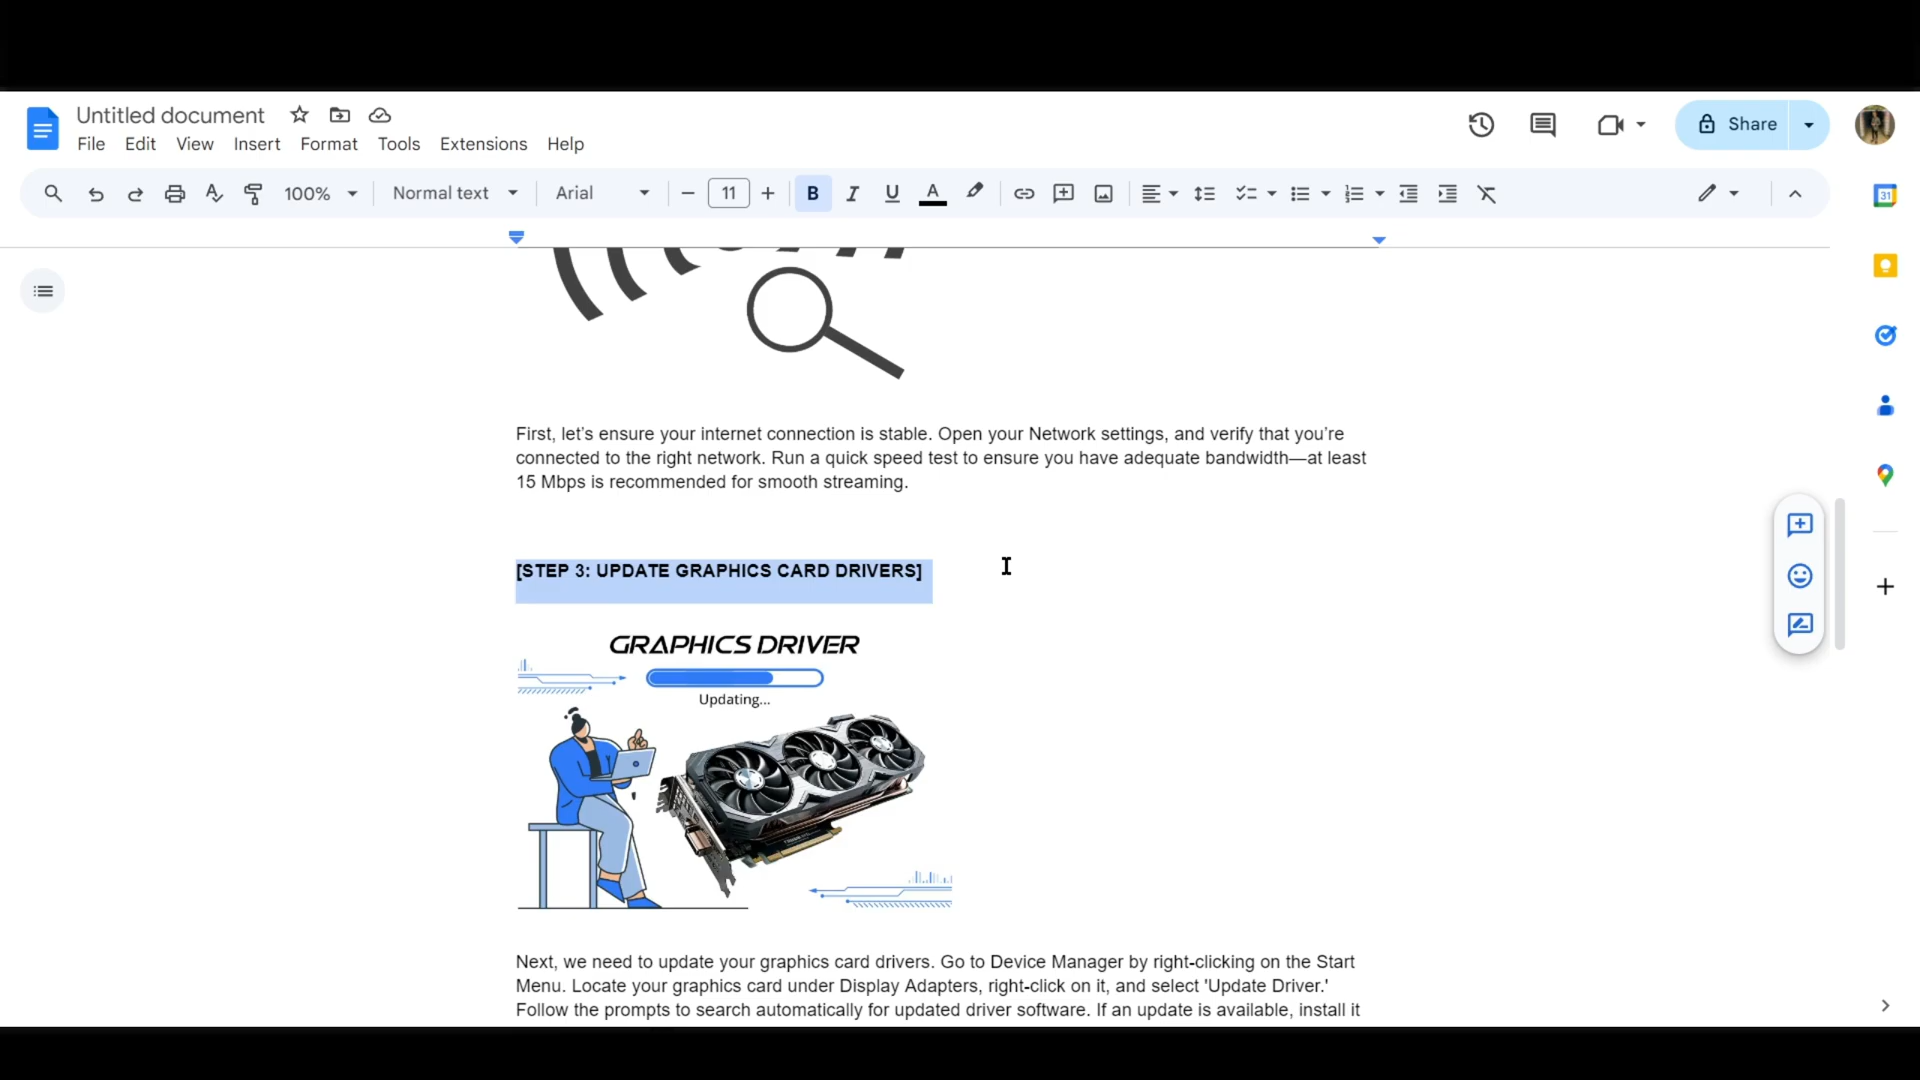 Untitled document
Share
File Edit View Insert Format Tools Extensions Help
100% Normal text Arial 11 B I U A
31
First, let’s ensure your internet connection is stable. Open your Network settings, and verify that you’re
connected to the right network. Run a quick speed test to ensure you have adequate bandwidth—at least
15 Mbps is recommended for smooth streaming.
[STEP 3: UPDATE GRAPHICS CARD DRIVERS]
GRAPHICS DRIVER
Updating...
Next, we need to update your graphics card drivers. Go to Device Manager by right-clicking on the Start
Menu. Locate your graphics card under Display Adapters, right-click on it, and select 'Update Driver.'
Follow the prompts to search automatically for updated driver software. If an update is available, install it